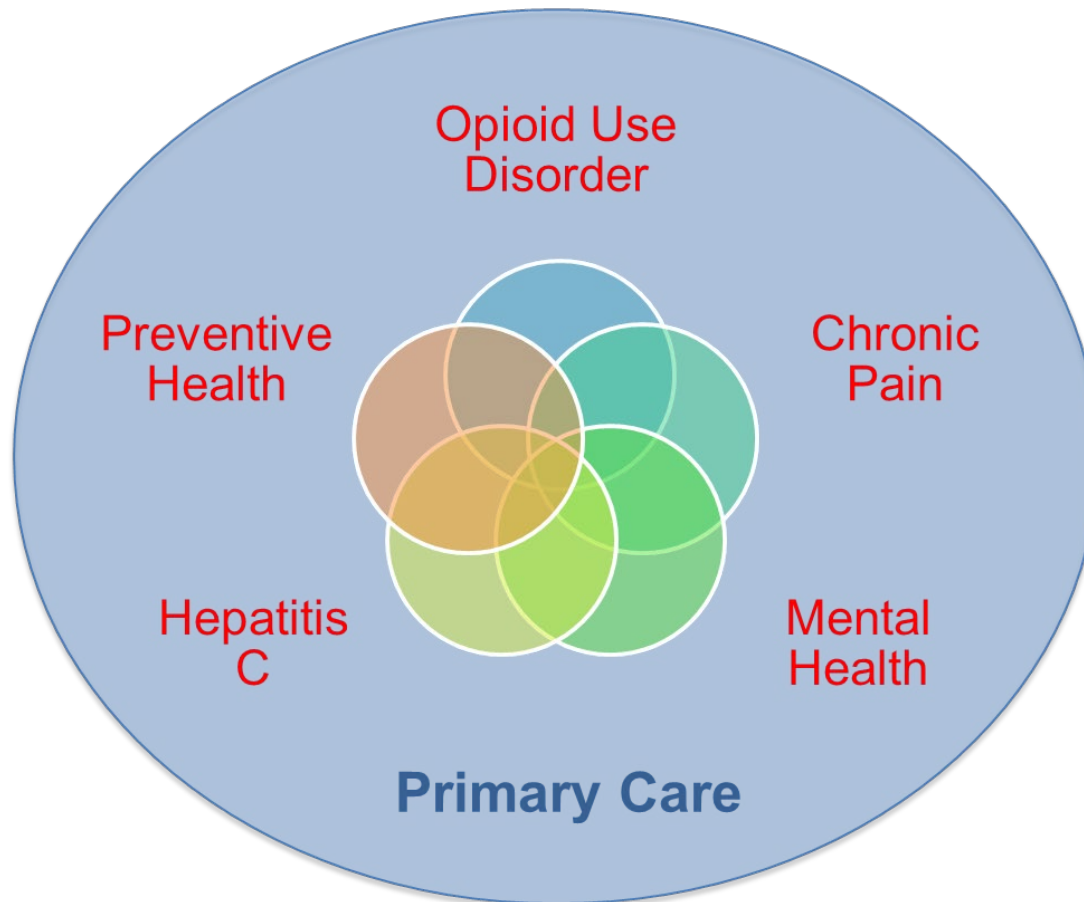 Opioid Use
Disorder
Preventive
Health
Chronic
Pain
Hepatitis
C
Mental
Health
Primary Care